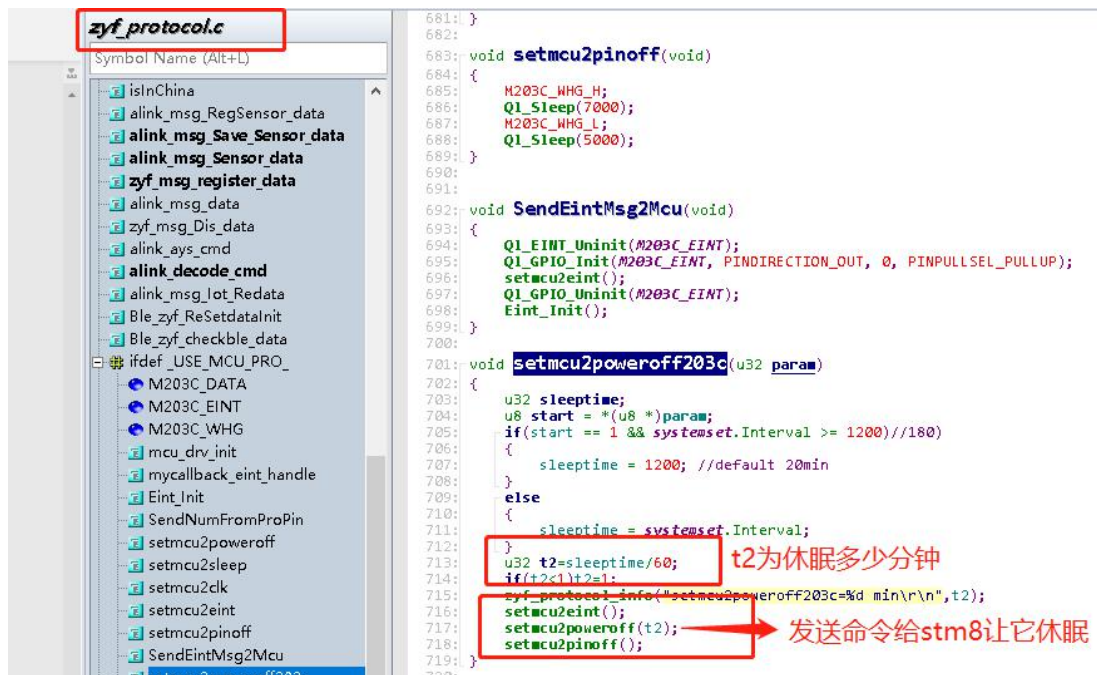 zyf_protocol.c
Symbol Name (Alt+L)
isInChina
alink_msg_RegSensor_data
alink_msg_Save_Sensor_data
alink_msg_Sensor_data
zyf_msg_register_data
alink_msg_data
zyf_msg_Dis_data
alink_ays_cmd
alink_decode_cmd
alink_msg_Iot_Redata
Ble_zyf_ReSetdataInit
Ble_zyf_checkble_data
ifdef _USE_MCU_PRO_
M203C_DATA
M203C_EINT
M203C_WHG
mcu_drv_init
mycallback_eint_handle
Eint_Init
SendNumFromProPin
setmcu2poweroff
setmcu2sleep
setmcu2clk
setmcu2eint
setmcu2pinoff
SendEintMsg2Mcu
681: }
682:
683: void setmcu2pinoff(void)
684: {
685: M203C_WHG_H;
686: Ql_Sleep(7000);
687: M203C_WHG_L;
688: Ql_Sleep(5000);
689: }
690:
691:
692: void SendEintMsg2Mcu(void)
693: {
694: Ql_EINT_Uninit(M203C_EINT);
695: Ql_GPIO_Init(M203C_EINT, PINDIRECTION_OUT, 0, PINPULLSEL_PULLUP);
696: setmcu2eint();
697: Ql_GPIO_Uninit(M203C_EINT);
698: Eint_Init();
699: }
700:
701: void setmcu2poweroff203c(u32 param)
702: {
703: u32 sleeptime;
704: u8 start = *(u8 *)param;
705: if(start == 1 && systemset.Interval >= 1200)//180)
706: {
707: sleeptime = 1200; //default 20min
708: }
709: else
710: {
711: sleeptime = systemset.Interval;
712: }
713: u32 t2=sleeptime/60;
714: if(t2<1)t2=1;
715: zyf_protocol_info("setmcu2poweroff203c=%d min\r\n",t2);
716: setmcu2eint();
717: setmcu2poweroff(t2);
718: setmcu2pinoff();
719: }
t2为休眠多少分钟
发送命令给stm8让它休眠